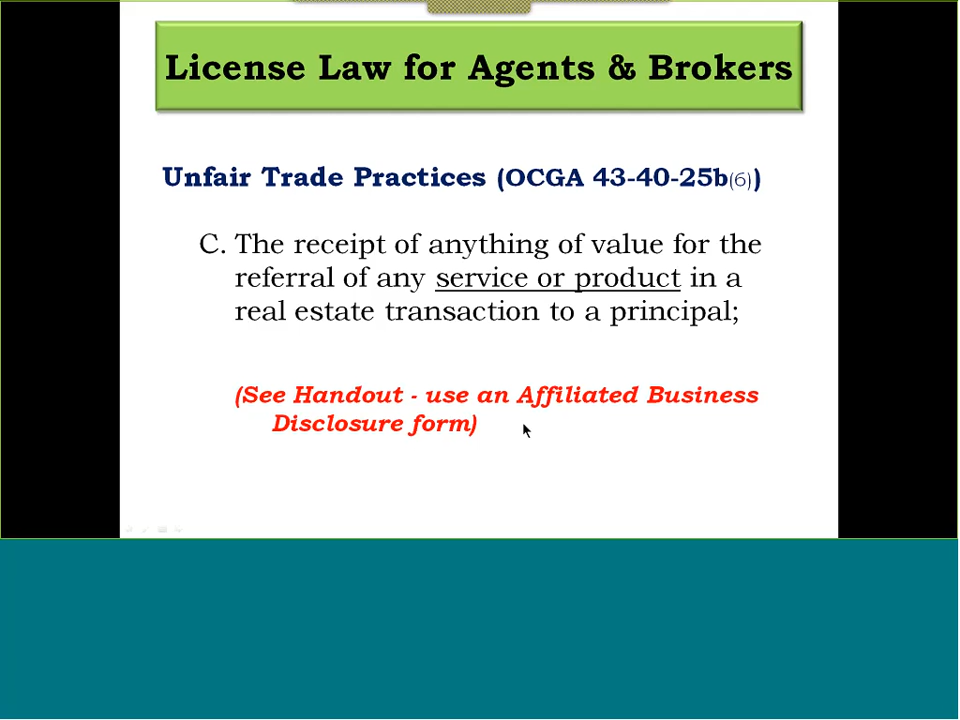 License Law for Agents & Brokers
Unfair Trade Practices (OCGA 43-40-25b(6))
C. The receipt of anything of value for the
referral of any service or product in a
real estate transaction to a principal;
(See Handout - use an Affiliated Business
Disclosure form)